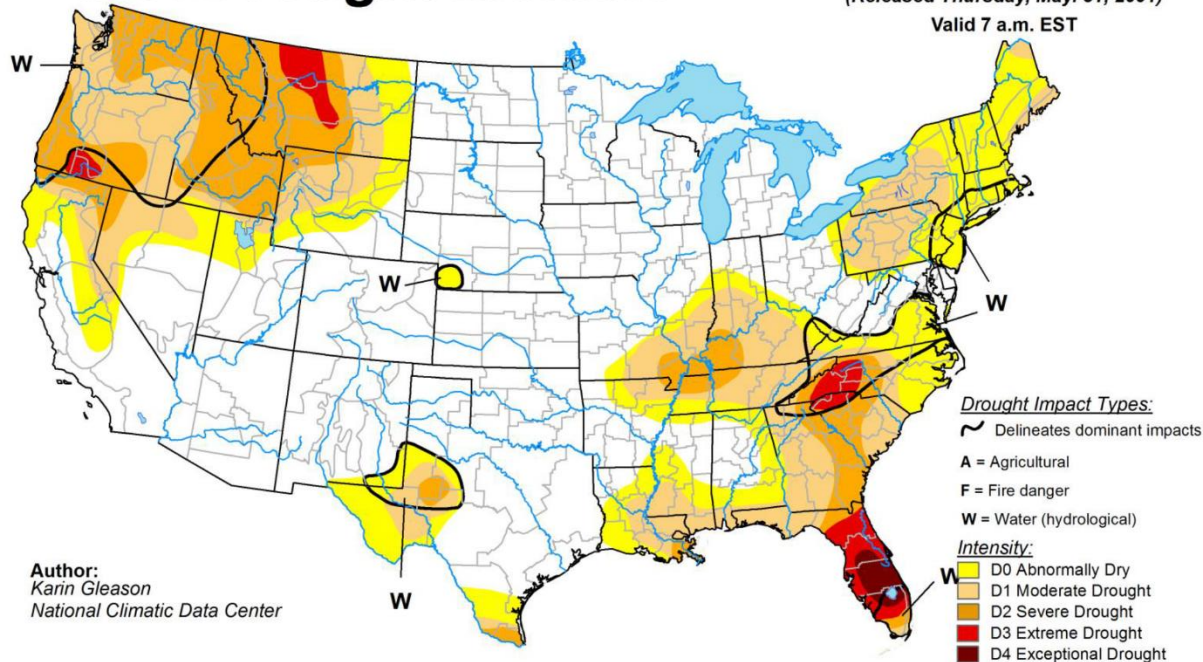 Valid 7 a.m. EST
W
W
W
W
W
Drought Impact Types:
Delineates dominant impacts
A = Agricultural
F = Fire danger
W = Water (hydrological)
Intensity:
D0 Abnormally Dry
D1 Moderate Drought
D2 Severe Drought
D3 Extreme Drought
D4 Exceptional Drought
Author:
Karin Gleason
National Climatic Data Center